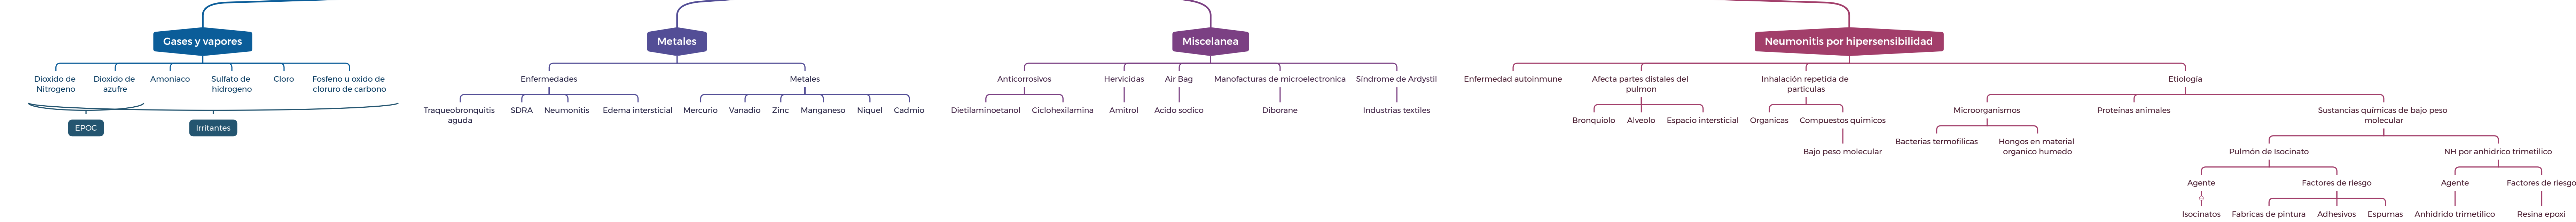 Gases y vapores
Metales
Miscelanea
Neumonitis por hipersensibilidad
Dioxido de
Nitrogeno
Dioxido de
azufre
Amoniaco
Sulfato de
hidrogeno
Cloro
Fosfeno u oxido de
cloruro de carbono
EPOC
Irritantes
Enfermedades
Metales
Traqueobronquitis
aguda
SDRA
Neumonitis
Edema intersticial
Mercurio
Vanadio
Zinc
Manganeso
Niquel
Cadmio
Anticorrosivos
Hervicidas
Air Bag
Manofacturas de microelectronica
Síndrome de Ardystil
Dietilaminoetanol
Ciclohexilamina
Amitrol
Acido sodico
Diborane
Industrias textiles
Enfermedad autoinmune
Afecta partes distales del
pulmon
Inhalación repetida de
particulas
Etiología
Bronquiolo
Alveolo
Espacio intersticial
Organicas
Compuestos quimicos
Bajo peso molecular
Microorganismos
Proteínas animales
Sustancias químicas de bajo peso
molecular
Bacterias termofilicas
Hongos en material
organico humedo
Pulmón de Isocinato
NH por anhidrico trimetilico
Agente
Factores de riesgo
Agente
Factores de riesgo
Isocinatos
Fabricas de pintura
Adhesivos
Espumas
Anhidrido trimetilico
Resina epoxi